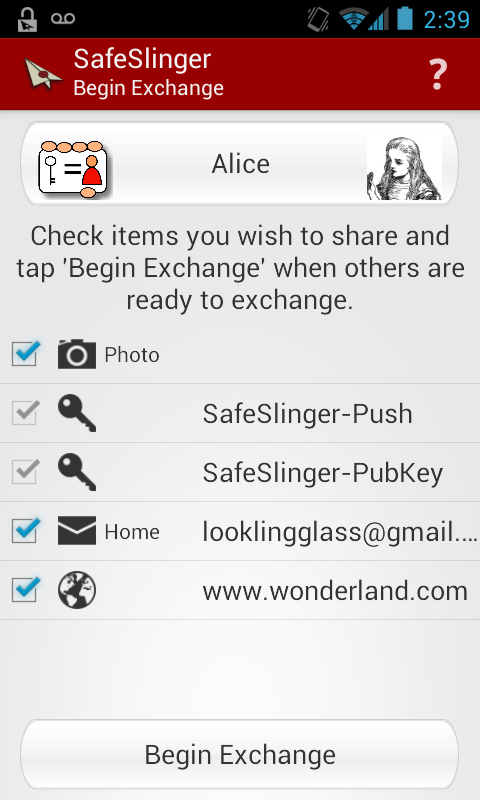 2:39
SafeSlinger
Begin Exchange
?
Alice
Check items you wish to share and
tap 'Begin Exchange' when others are
ready to exchange.
Photo
SafeSlinger-Push
SafeSlinger-PubKey
Home looklingglass@gmail....
www.wonderland.com
Begin Exchange